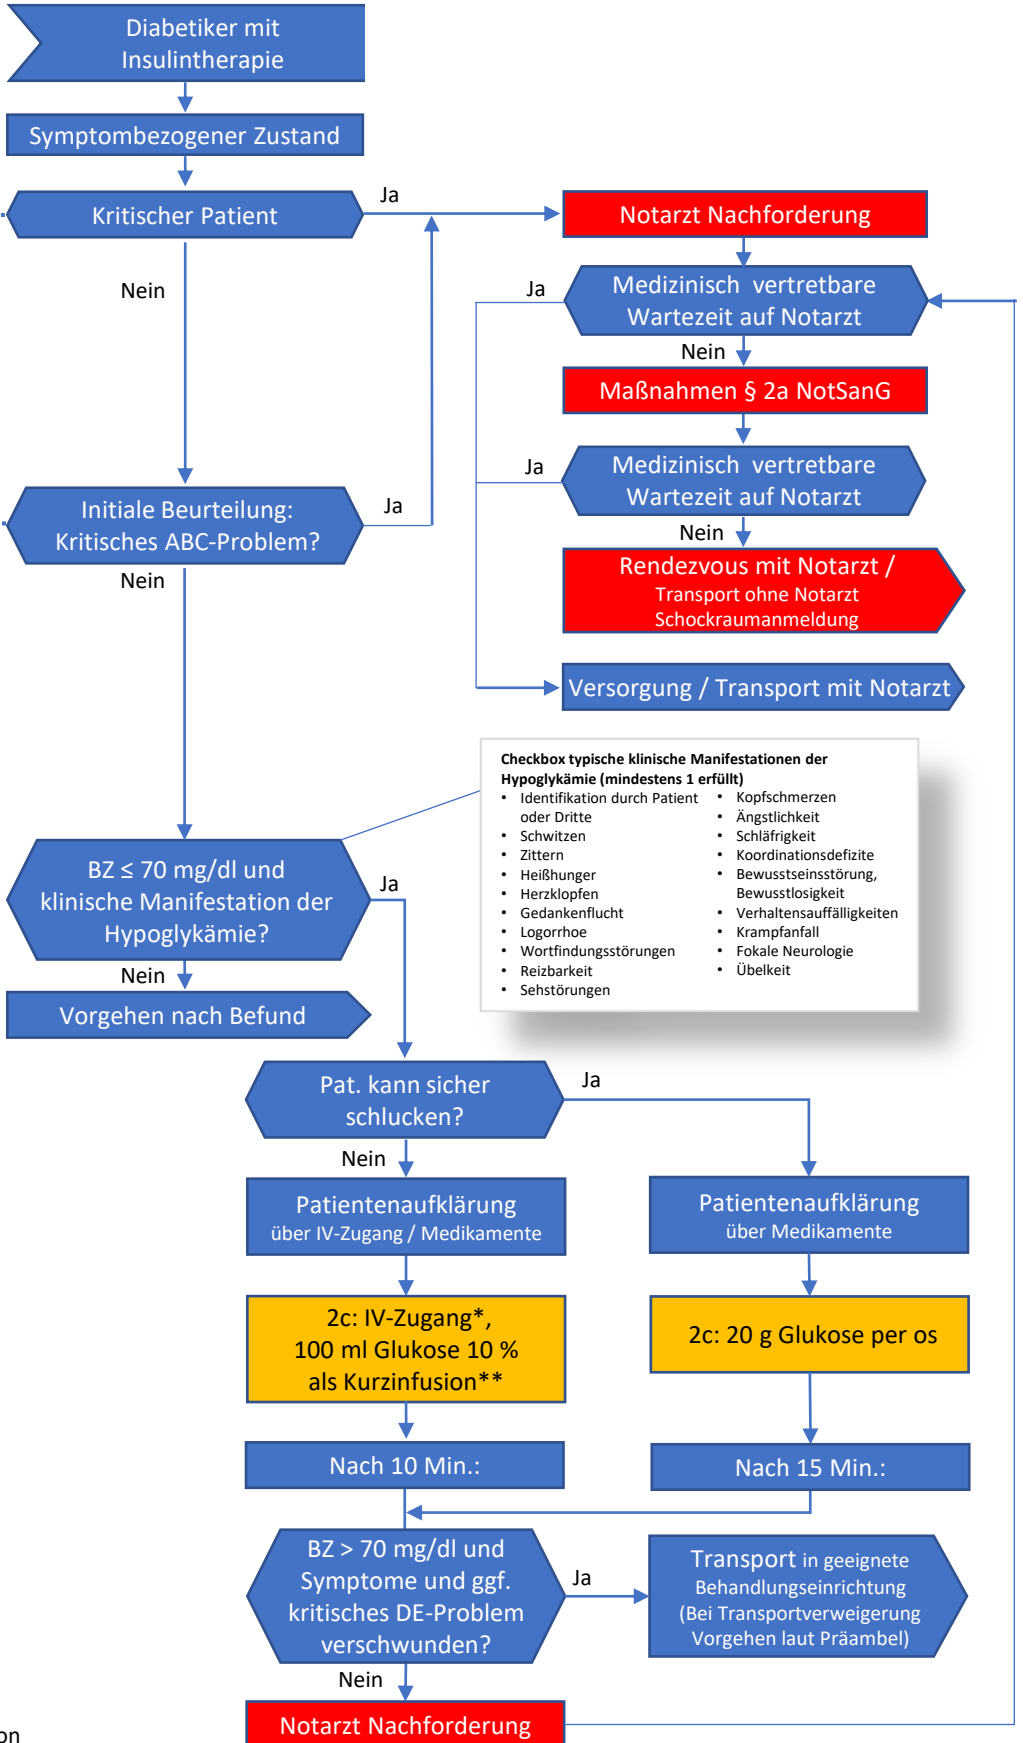 Diabetiker mit
Insulintherapie
Symptombezogener Zustand
Kritischer Patient
Ja
Notarzt Nachforderung
Nein
Ja
Medizinisch vertretbare
Wartezeit auf Notarzt
Nein
Maßnahmen § 2a NotSanG
Ja
Medizinisch vertretbare
Wartezeit auf Notarzt
Initiale Beurteilung:
Kritisches ABC-Problem?
Ja
Nein
Nein
Rendezvous mit Notarzt /
Transport ohne Notarzt
Schockraumanmeldung
Versorgung / Transport mit Notarzt
Checkbox typische klinische Manifestationen der
Hypoglykämie (mindestens 1 erfüllt)
• Identifikation durch Patient
oder Dritte
• Schwitzen
• Zittern
• Heißhunger
• Herzklopfen
• Gedankenflucht
• Logorrhoe
• Wortfindungsstörungen
• Reizbarkeit
• Sehstörungen
• Kopfschmerzen
• Ängstlichkeit
• Schläfrigkeit
• Koordinationsdefizite
• Bewusstseinsstörung,
Bewusstlosigkeit
• Verhaltensauffälligkeiten
• Krampfanfall
• Fokale Neurologie
• Übelkeit
BZ ≤ 70 mg/dl und
klinische Manifestation der
Hypoglykämie?
Ja
Nein
Vorgehen nach Befund
Pat. kann sicher
schlucken?
Ja
Nein
Patientenaufklärung
über IV-Zugang / Medikamente
Patientenaufklärung
über Medikamente
2c: IV-Zugang*,
100 ml Glukose 10 %
als Kurzinfusion**
2c: 20 g Glukose per os
Nach 10 Min.:
Nach 15 Min.:
BZ > 70 mg/dl und
Symptome und ggf.
kritisches DE-Problem
verschwunden?
Ja
Transport in geeignete
Behandlungseinrichtung
(Bei Transportverweigerung
Vorgehen laut Präambel)
Nein
Notarzt Nachforderung
on